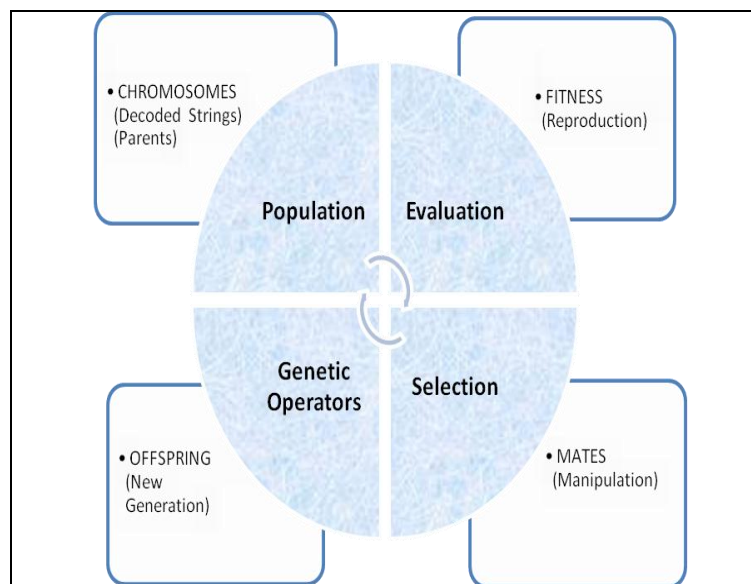 • CHROMOSOMES
(Decoded Strings)
(Parents)
• FITNESS
(Reproduction)
Population
Evaluation
Genetic
Operators
Selection
• OFFSPRING
(New
Generation)
• MATES
(Manipulation)